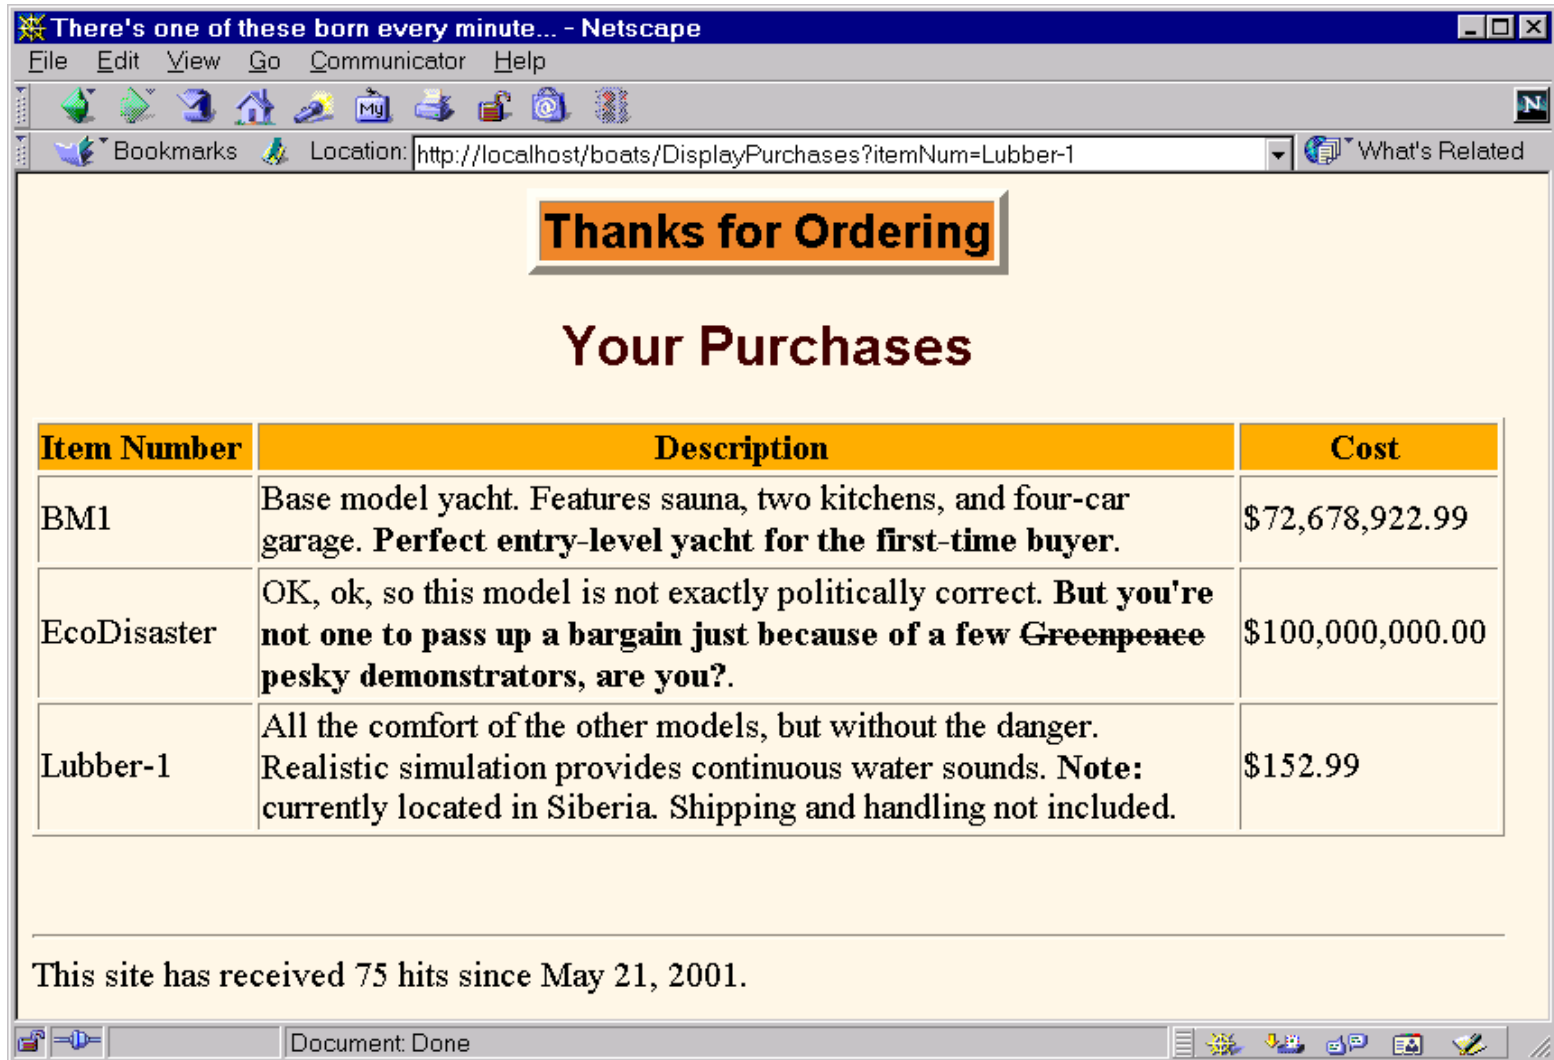 There's one of these born every minute... - Netscape
File Edit View Go Communicator Help
My
N
Bookmarks Location: http://localhost/boats/DisplayPurchases?itemNum=Lubber-1 What's Related
Thanks for Ordering
Your Purchases
Item Number Description Cost
BM1 Base model yacht. Features sauna, two kitchens, and four-car $72,678,922.99
garage. Perfect entry-level yacht for the first-time buyer.
EcoDisaster OK, ok, so this model is not exactly politically correct. But you're $100,000,000.00
not one to pass up a bargain just because of a few Greenpeace
pesky demonstrators, are you?.
Lubber-1 All the comfort of the other models, but without the danger. $152.99
Realistic simulation provides continuous water sounds. Note:
currently located in Siberia. Shipping and handling not included.
This site has received 75 hits since May 21, 2001.
Document: Done